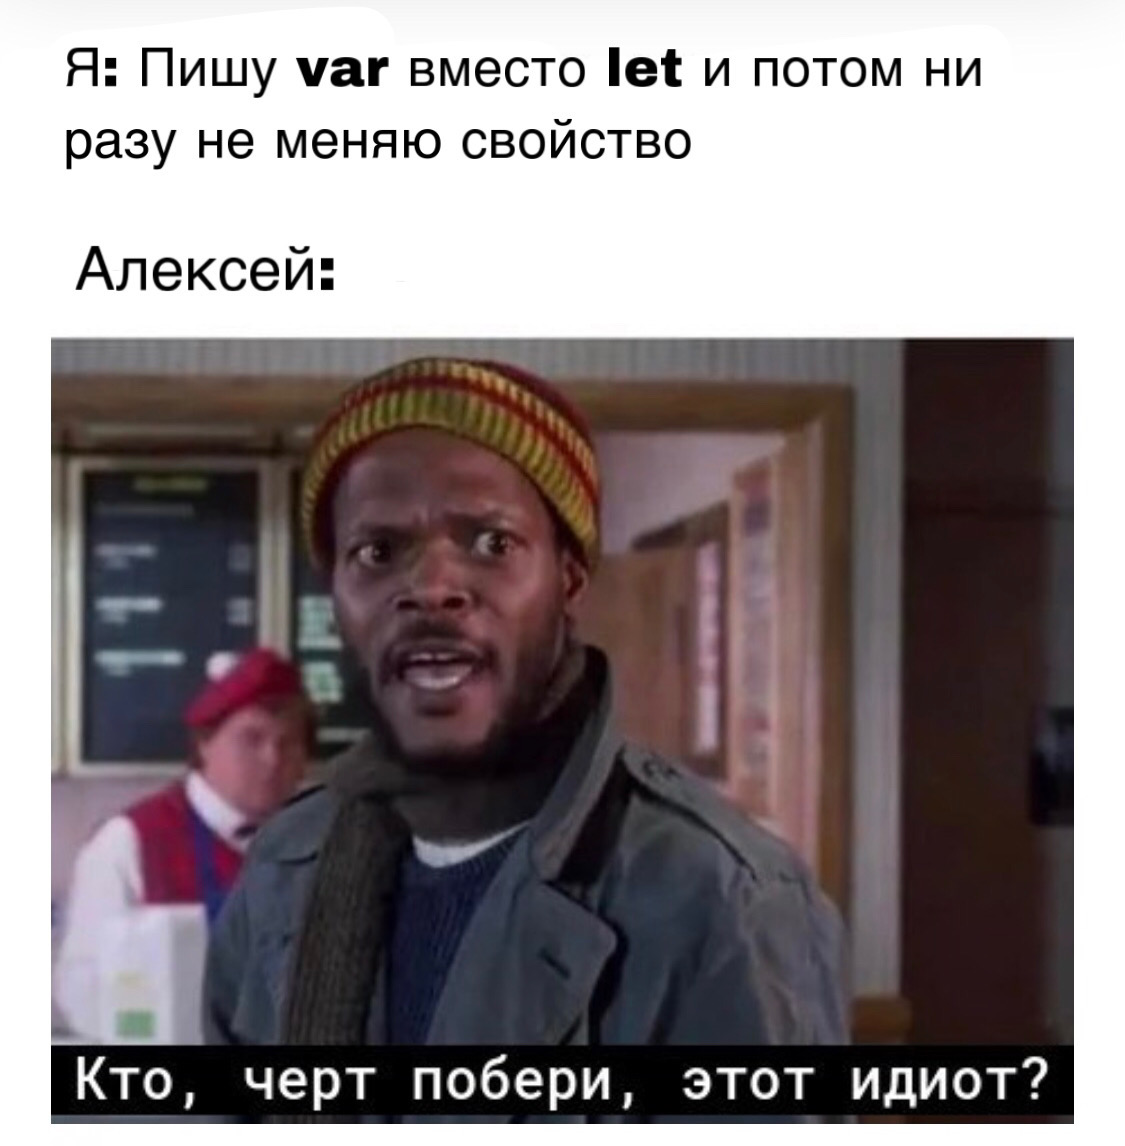 Я: Пишу var вместо let и потом ни
разу не меняю свойство
Алексей:
Кто, черт побери, этот идиот?